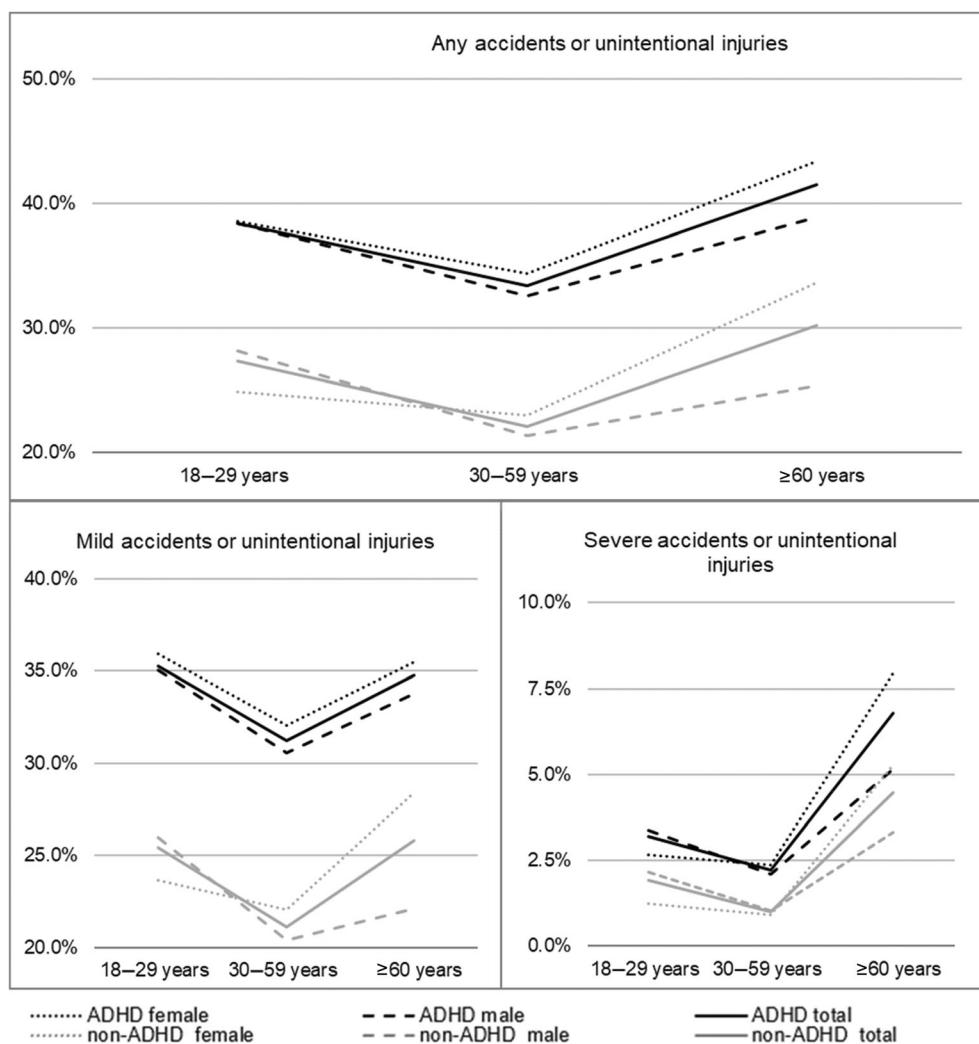 Any accidents or unintentional injuries
50.0%
40.0%
30.0%
20.0%
18–29 years 30–59 years ≥60 years
Mild accidents or unintentional injuries
40.0%
35.0%
30.0%
25.0%
20.0%
18–29 years 30–59 years ≥60 years
Severe accidents or unintentional
injuries
10.0%
7.5%
5.0%
2.5%
0.0%
18–29 years 30–59 years ≥60 years
ADHD female ADHD male ADHD total
non-ADHD female non-ADHD male non-ADHD total